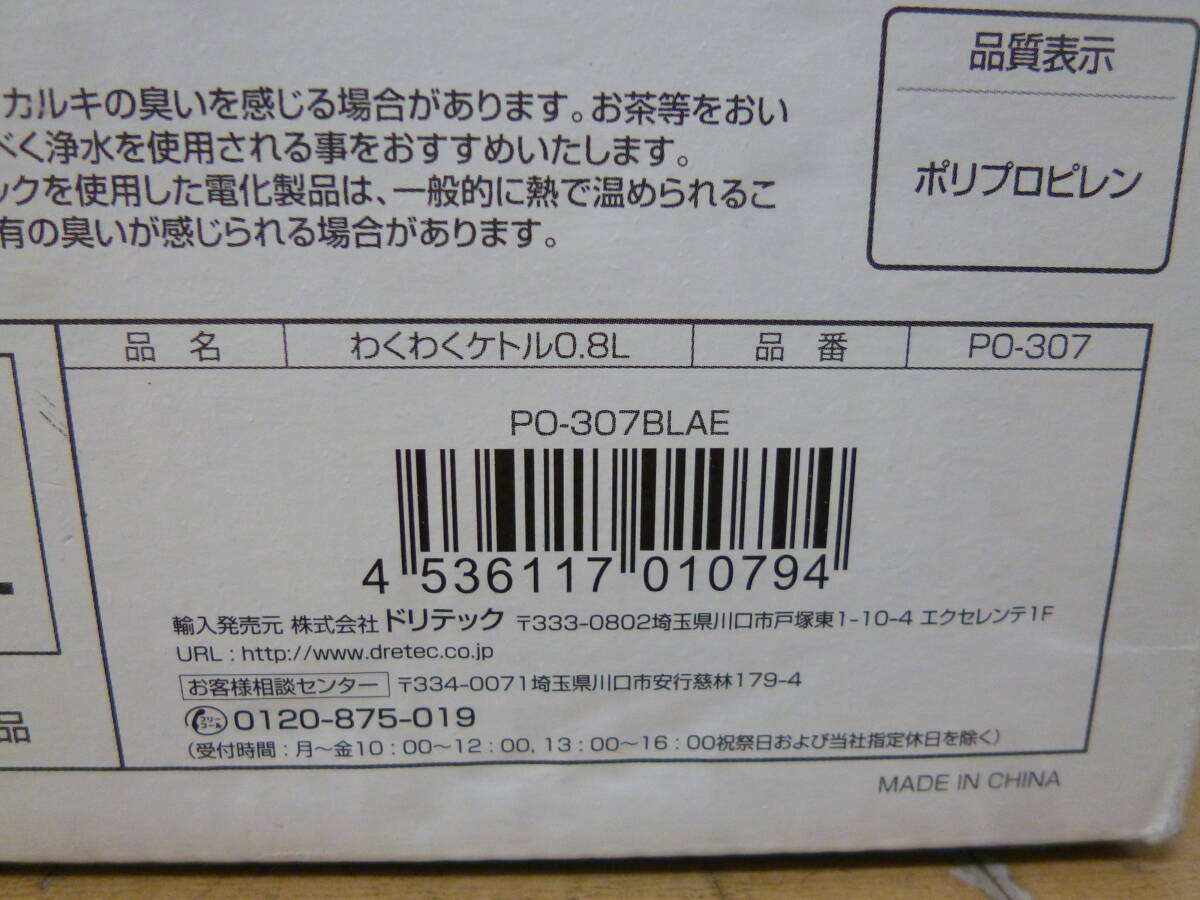 カルキの臭いを感じる場合があります。お茶等をおい
べく浄水を使用される事をおすすめいたします。
ックを使用した電化製品は、一般的に熱で温められるこ
有の臭いが感じられる場合があります。
品質表示
ポリプロピレン
品 名 わくわくケトル0.8L 品 番 PO-307
PO-307BLAE
4 536117 010794
輸入発売元 株式会社 ドリテック 〒333-0802埼玉県川口市戸塚東1-10-4 エクセレンテ1F
URL : http://www.dretec.co.jp
お客様相談センター 〒334-0071埼玉県川口市安行慈林179-4
フリーコール 0120-875-019
（受付時間：月～金10：00～12：00, 13：00～16：00祝祭日および当社指定休日を除く）
品
MADE IN CHINA